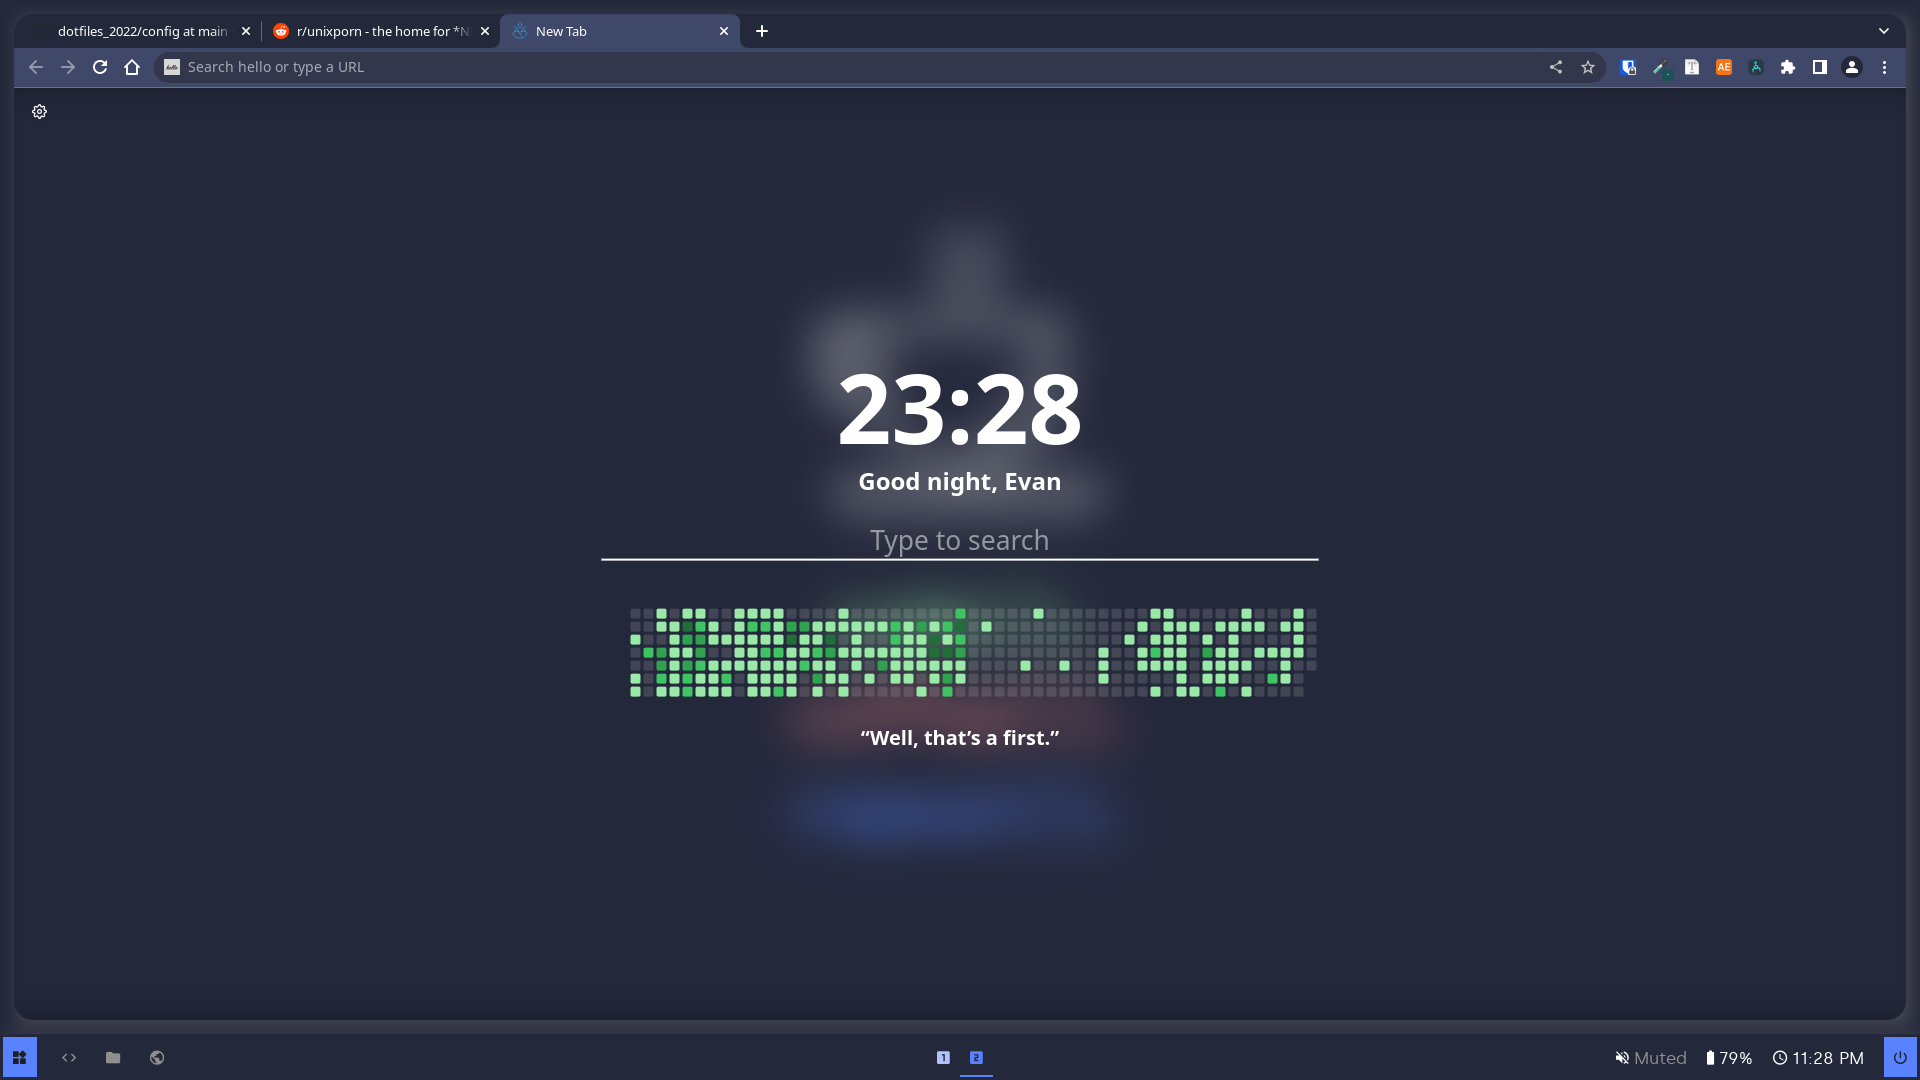 dotfiles_2022/config at main
r/unixporn - the home for *N
New Tab
Search hello or type a URL
AE
23:28
Good night, Evan
Type to search
“Well, that’s a first.”
1
2
Muted
79%
11:28 PM